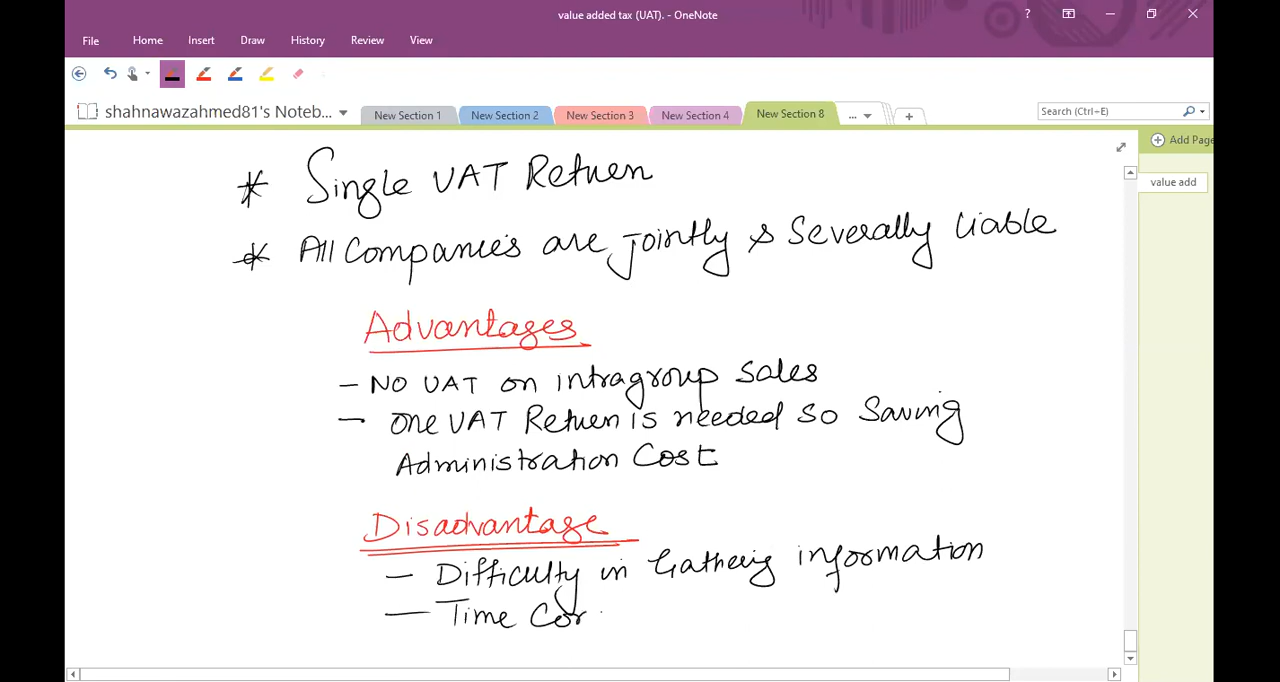 value added tax (UAT). - OneNote
?
File Home Insert Draw History Review View
shahnawazahmed81's Noteb... New Section 1 New Section 2 New Section 3 New Section 4 New Section 8 ... + Search (Ctrl+E)
+ Add Page
value add
* Single VAT Return
* All Companies are jointly & Severally Liable
Advantages
- NO VAT on intragroup Sales
- One VAT Return is needed so Saving
Administration Cost
Disadvantage
- Difficulty in Gathering information
- Time Cor